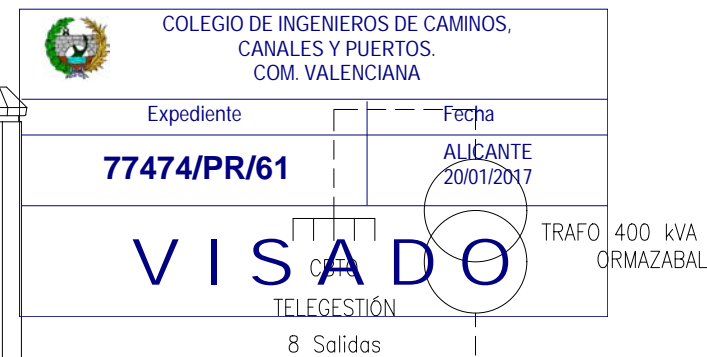 COLEGIO DE INGENIEROS DE CAMINOS,
CANALES Y PUERTOS.
COM. VALENCIANA
Expediente
Fecha
77474/PR/61
ALICANTE
20/01/2017
VISADO
TRAFO 400 kVA
ORMAZABAL
CBTO
TELEGESTIÓN
8 Salidas